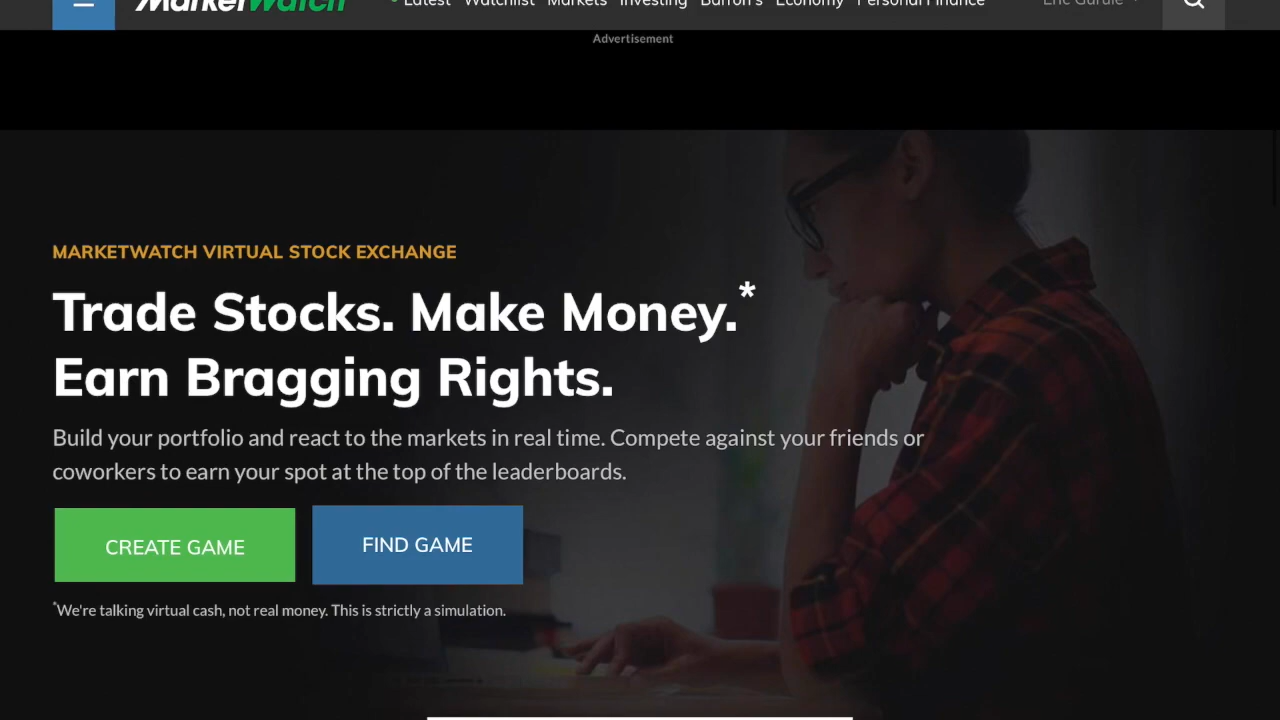 MarketWatch Latest Watchlist Markets Investing Barron's Economy Personal Finance Eric Gurule
Advertisement
MARKETWATCH VIRTUAL STOCK EXCHANGE
Trade Stocks. Make Money.*
Earn Bragging Rights.
Build your portfolio and react to the markets in real time. Compete against your friends or
coworkers to earn your spot at the top of the leaderboards.
CREATE GAME FIND GAME
*We're talking virtual cash, not real money. This is strictly a simulation.